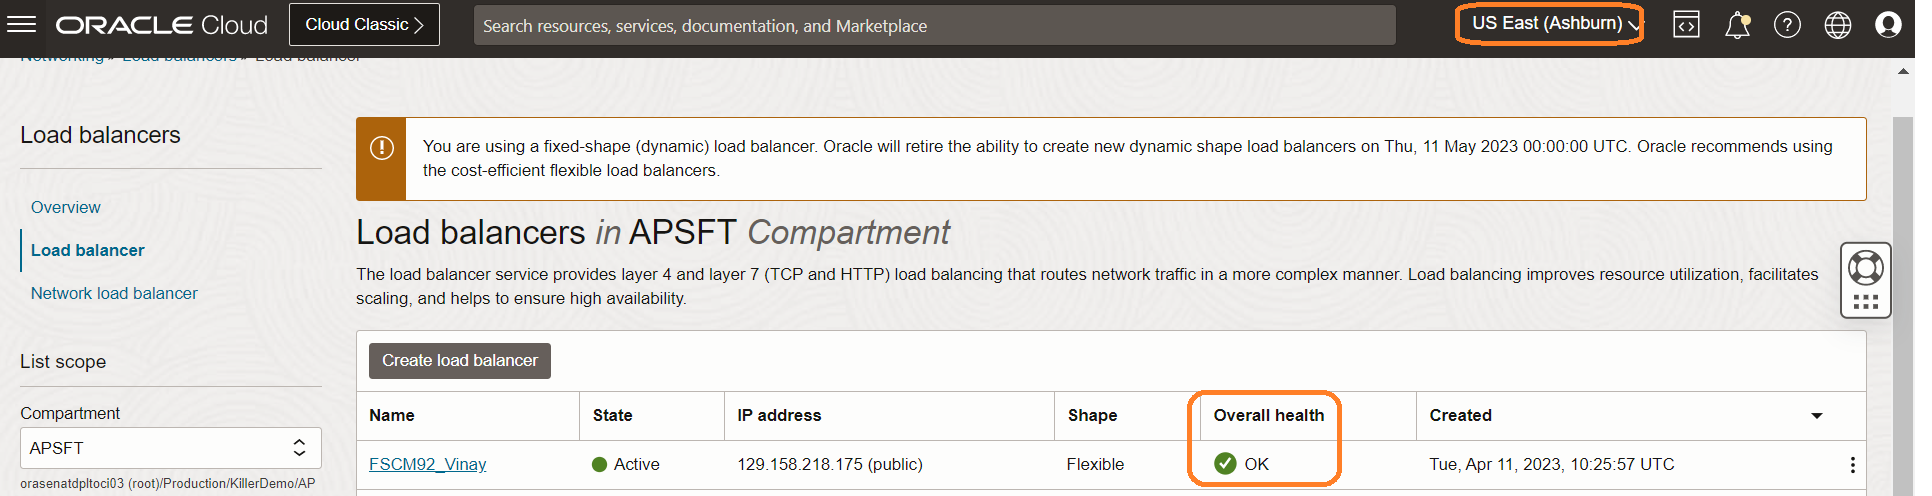 ORACLE Cloud
Cloud Classic >
Search resources, services, documentation, and Marketplace
US East (Ashburn)
Networking » Load balancers » Load balancer
Load balancers
Overview
Load balancer
Network load balancer
List scope
Compartment
APSFT
orasenatdpltoci03 (root)/Production/KillerDemo/AP
You are using a fixed-shape (dynamic) load balancer. Oracle will retire the ability to create new dynamic shape load balancers on Thu, 11 May 2023 00:00:00 UTC. Oracle recommends using
the cost-efficient flexible load balancers.
Load balancers in APSFT Compartment
The load balancer service provides layer 4 and layer 7 (TCP and HTTP) load balancing that routes network traffic in a more complex manner. Load balancing improves resource utilization, facilitates
scaling, and helps to ensure high availability.
Create load balancer
Name State IP address Shape Overall health Created
FSCM92_Vinay Active 129.158.218.175 (public) Flexible OK Tue, Apr 11, 2023, 10:25:57 UTC